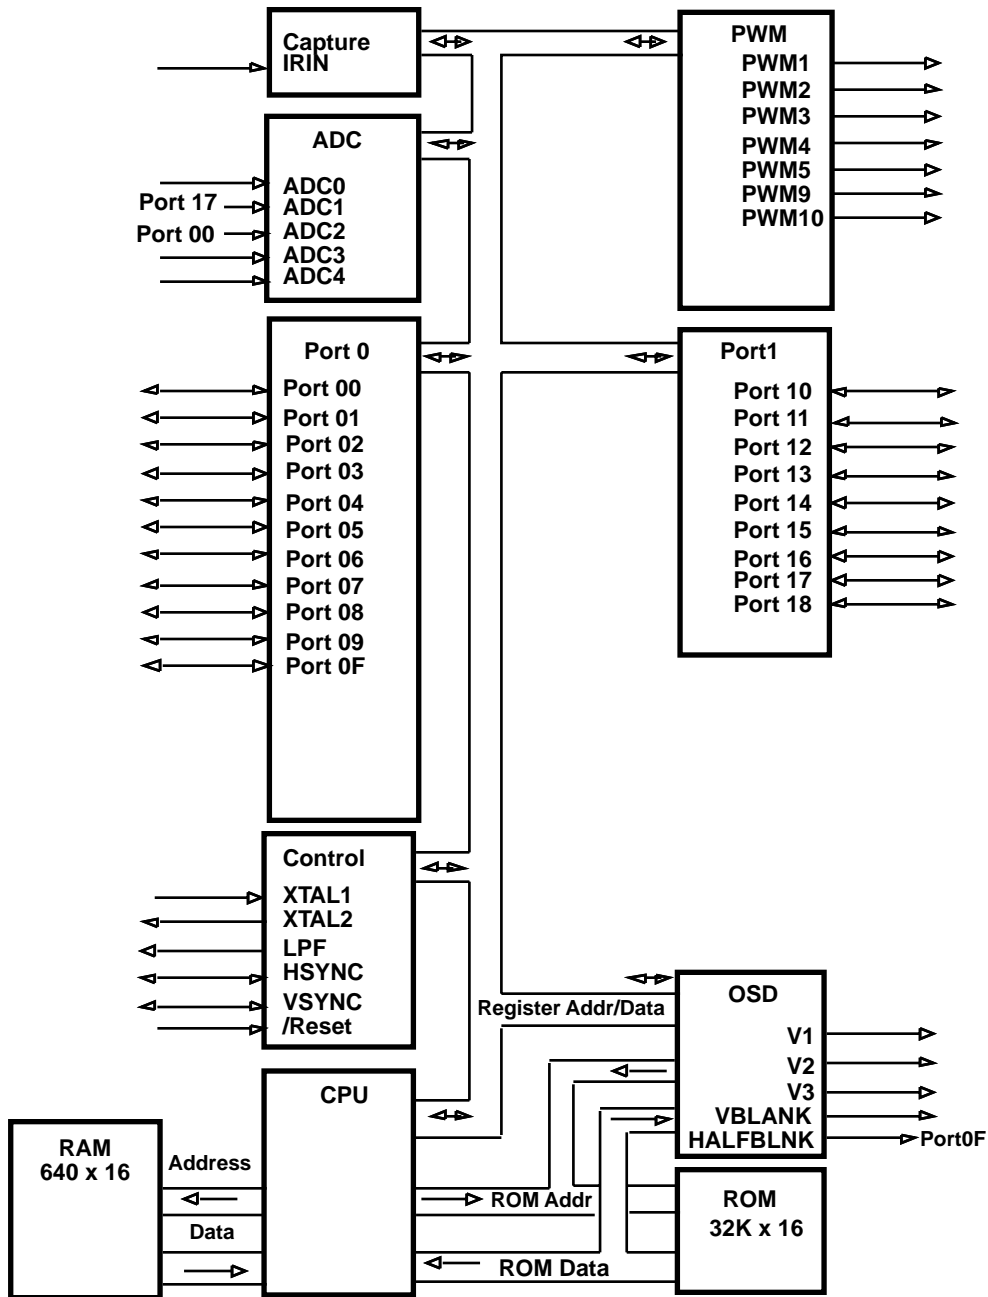 Capture
IRIN
ADC
ADC0
Port 17
ADC1
Port 00
ADC2
ADC3
ADC4
Port 0
Port 00
Port 01
Port 02
Port 03
Port 04
Port 05
Port 06
Port 07
Port 08
Port 09
Port 0F
Control
XTAL1
XTAL2
LPF
HSYNC
VSYNC
/Reset
CPU
RAM
640 x 16
Address
Data
PWM
PWM1
PWM2
PWM3
PWM4
PWM5
PWM9
PWM10
Port1
Port 10
Port 11
Port 12
Port 13
Port 14
Port 15
Port 16
Port 17
Port 18
Register Addr/Data
OSD
V1
V2
V3
VBLANK
HALFBLNK
Port0F
ROM Addr
ROM Data
ROM
32K x 16